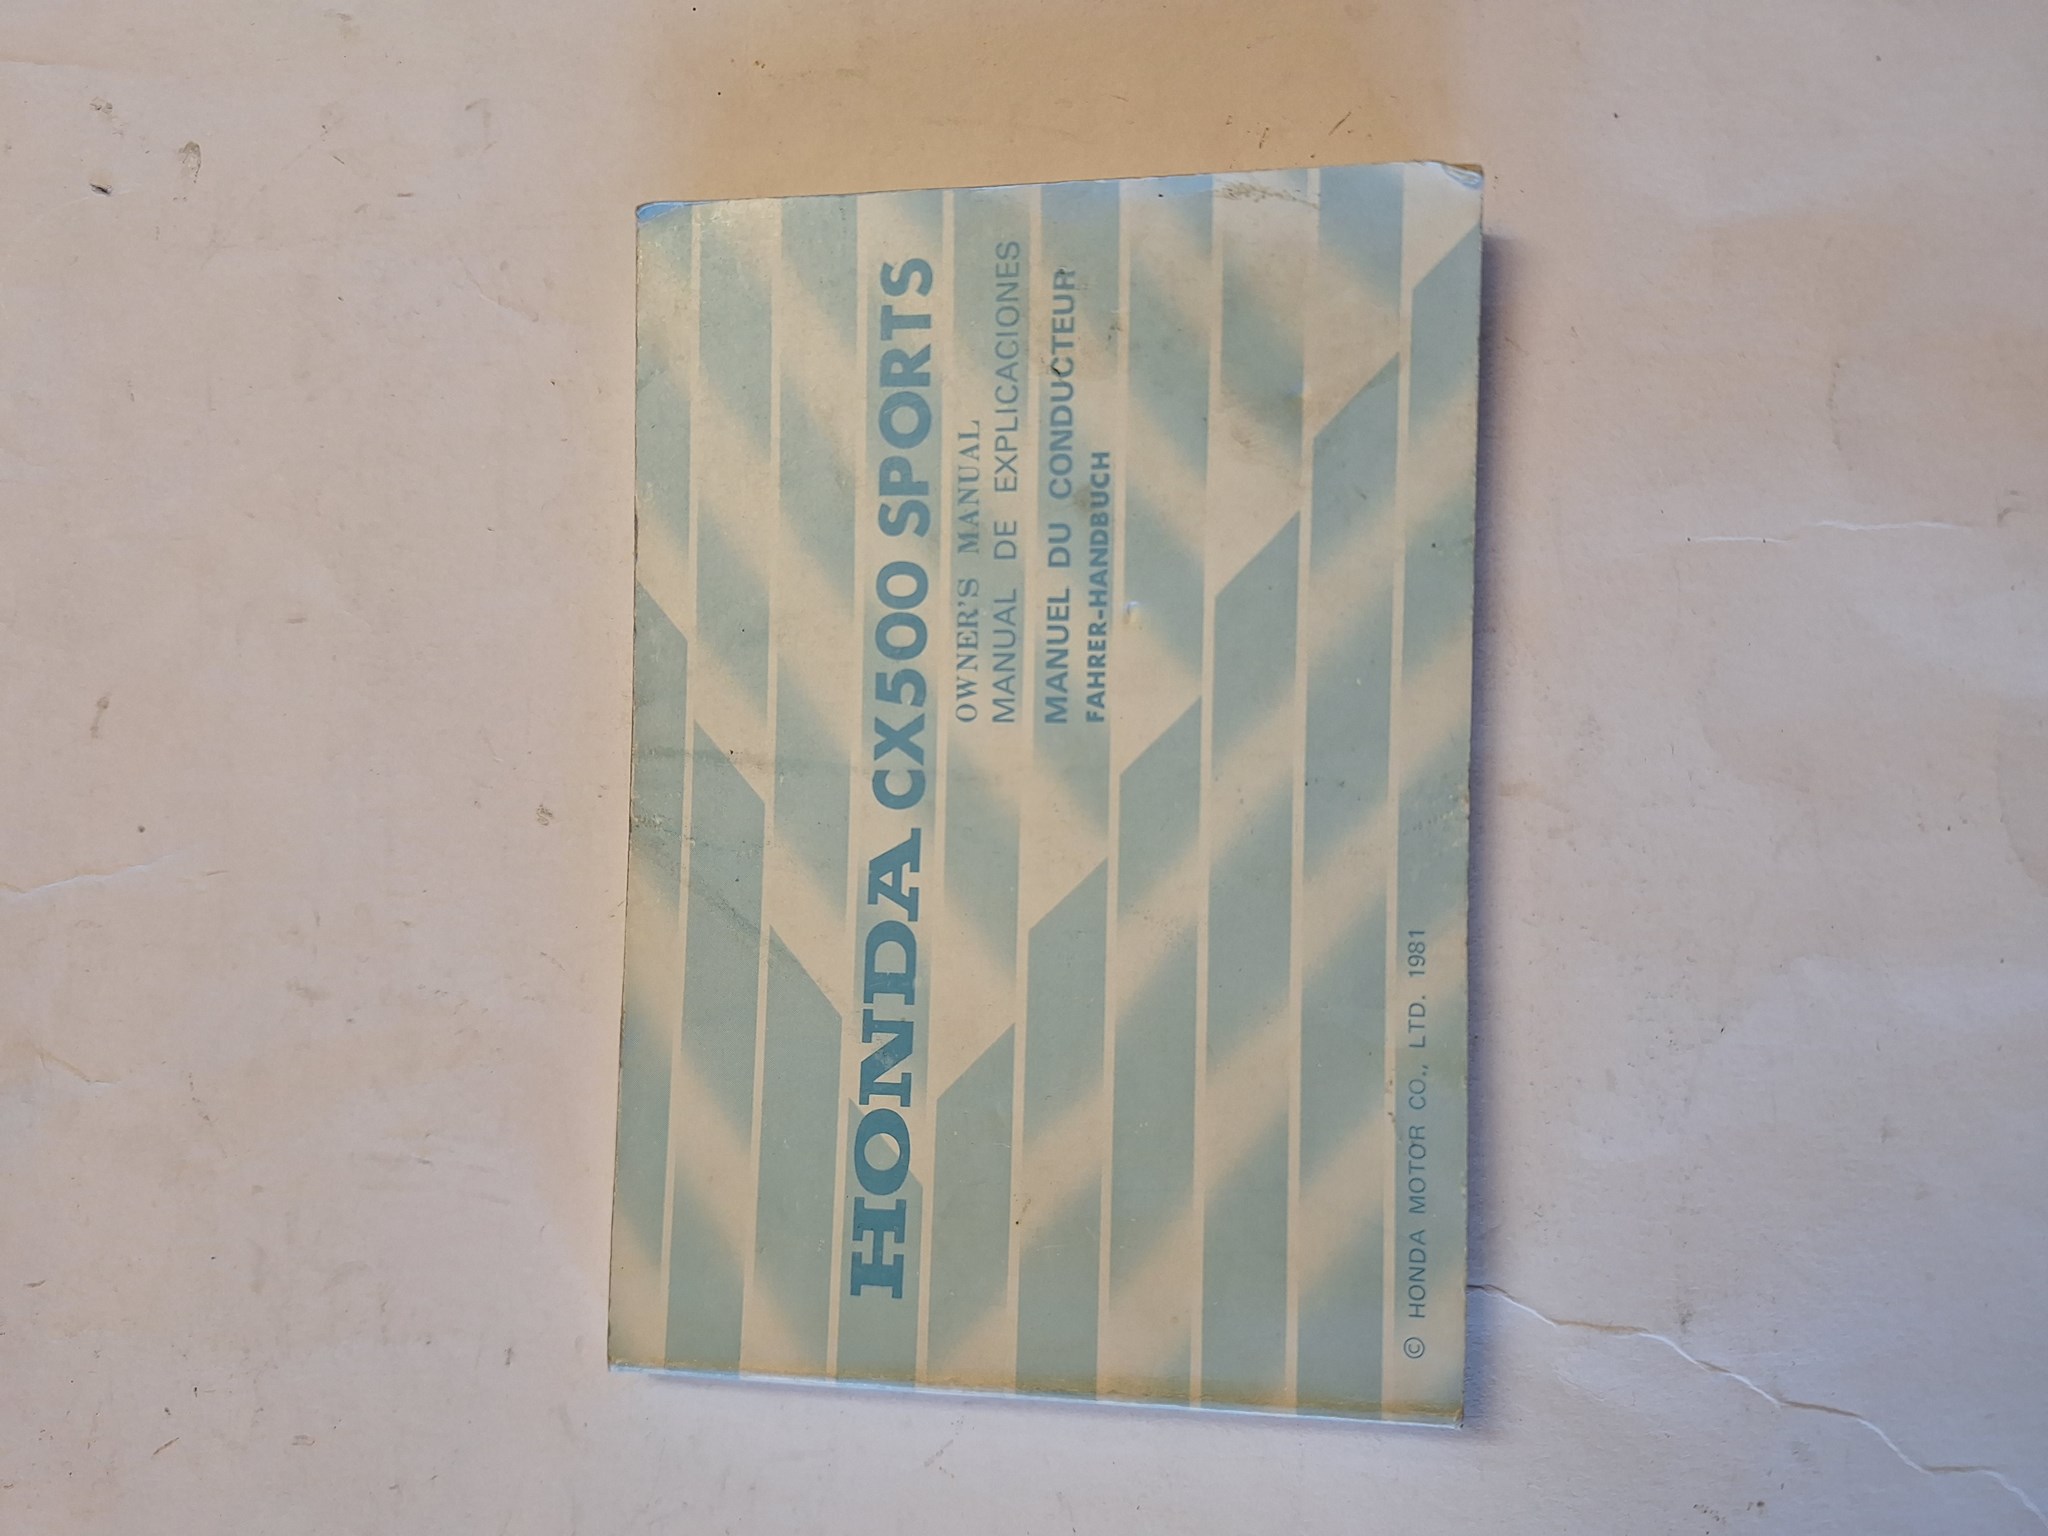 HONDA CX500 SPORTS
OWNER'S MANUAL
MANUAL DE EXPLICACIONES
MANUEL DU CONDUCTEUR
FAHRER-HANDBUCH
© HONDA MOTOR CO., LTD. 1981